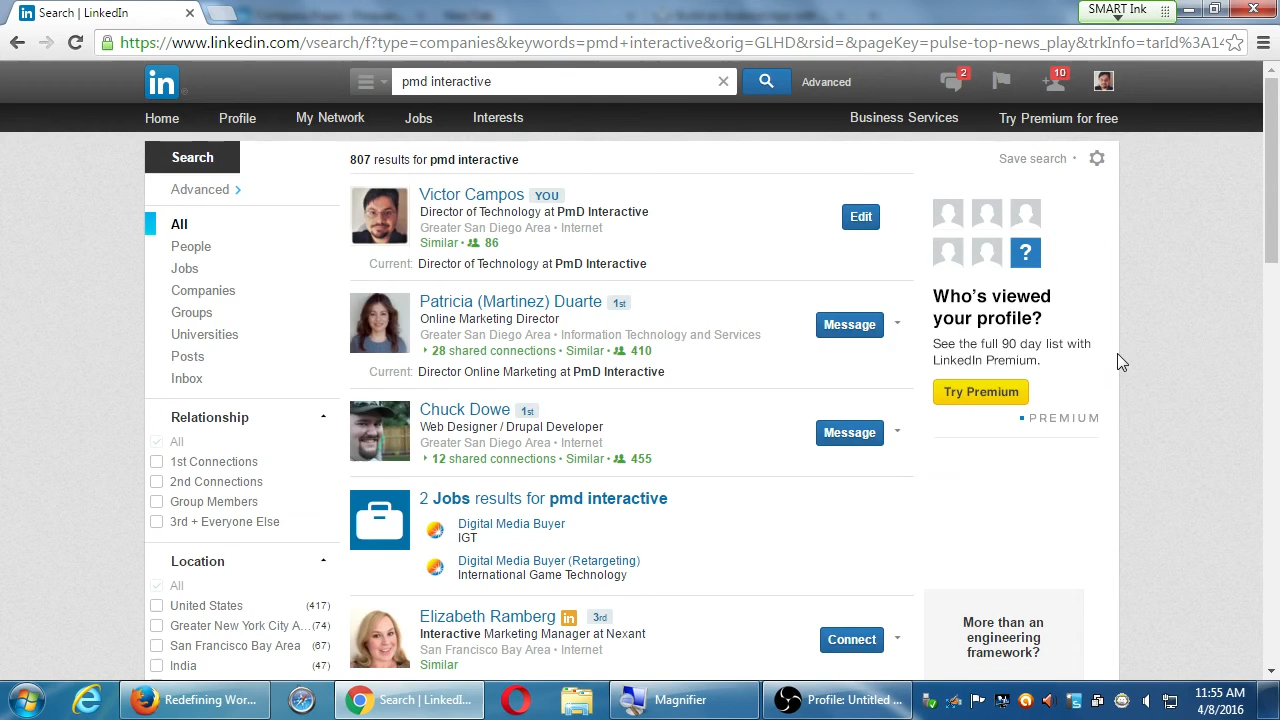 Search | LinkedIn
SMART Ink
https://www.linkedin.com/vsearch/f?type=companies&keywords=pmd+interactive&orig=GLHD&rsid=&pageKey=pulse-top-news_play&trkInfo=tarId%3A14
in
pmd interactive
Advanced
2
10
Home
Profile
My Network
Jobs
Interests
Business Services
Try Premium for free
Search
807 results for pmd interactive
Save search
Advanced
All
People
Jobs
Companies
Groups
Universities
Posts
Inbox
Relationship
All
1st Connections
2nd Connections
Group Members
3rd + Everyone Else
Location
All
United States (417)
Greater New York City A... (74)
San Francisco Bay Area (67)
India (47)
Victor Campos YOU
Director of Technology at PmD Interactive
Greater San Diego Area • Internet
Similar • 86
Current: Director of Technology at PmD Interactive
Edit
Patricia (Martinez) Duarte 1st
Online Marketing Director
Greater San Diego Area • Information Technology and Services
28 shared connections • Similar • 410
Current: Director Online Marketing at PmD Interactive
Message
Chuck Dowe 1st
Web Designer / Drupal Developer
Greater San Diego Area • Internet
12 shared connections • Similar • 455
Message
2 Jobs results for pmd interactive
Digital Media Buyer
IGT
Digital Media Buyer (Retargeting)
International Game Technology
Elizabeth Ramberg in 3rd
Interactive Marketing Manager at Nexant
San Francisco Bay Area • Internet
Similar
Connect
?
Who's viewed
your profile?
See the full 90 day list with
LinkedIn Premium.
Try Premium
PREMIUM
More than an
engineering
framework?
Redefining Wor...
Search | LinkedI...
Magnifier
Profile: Untitled ...
11:55 AM
4/8/2016